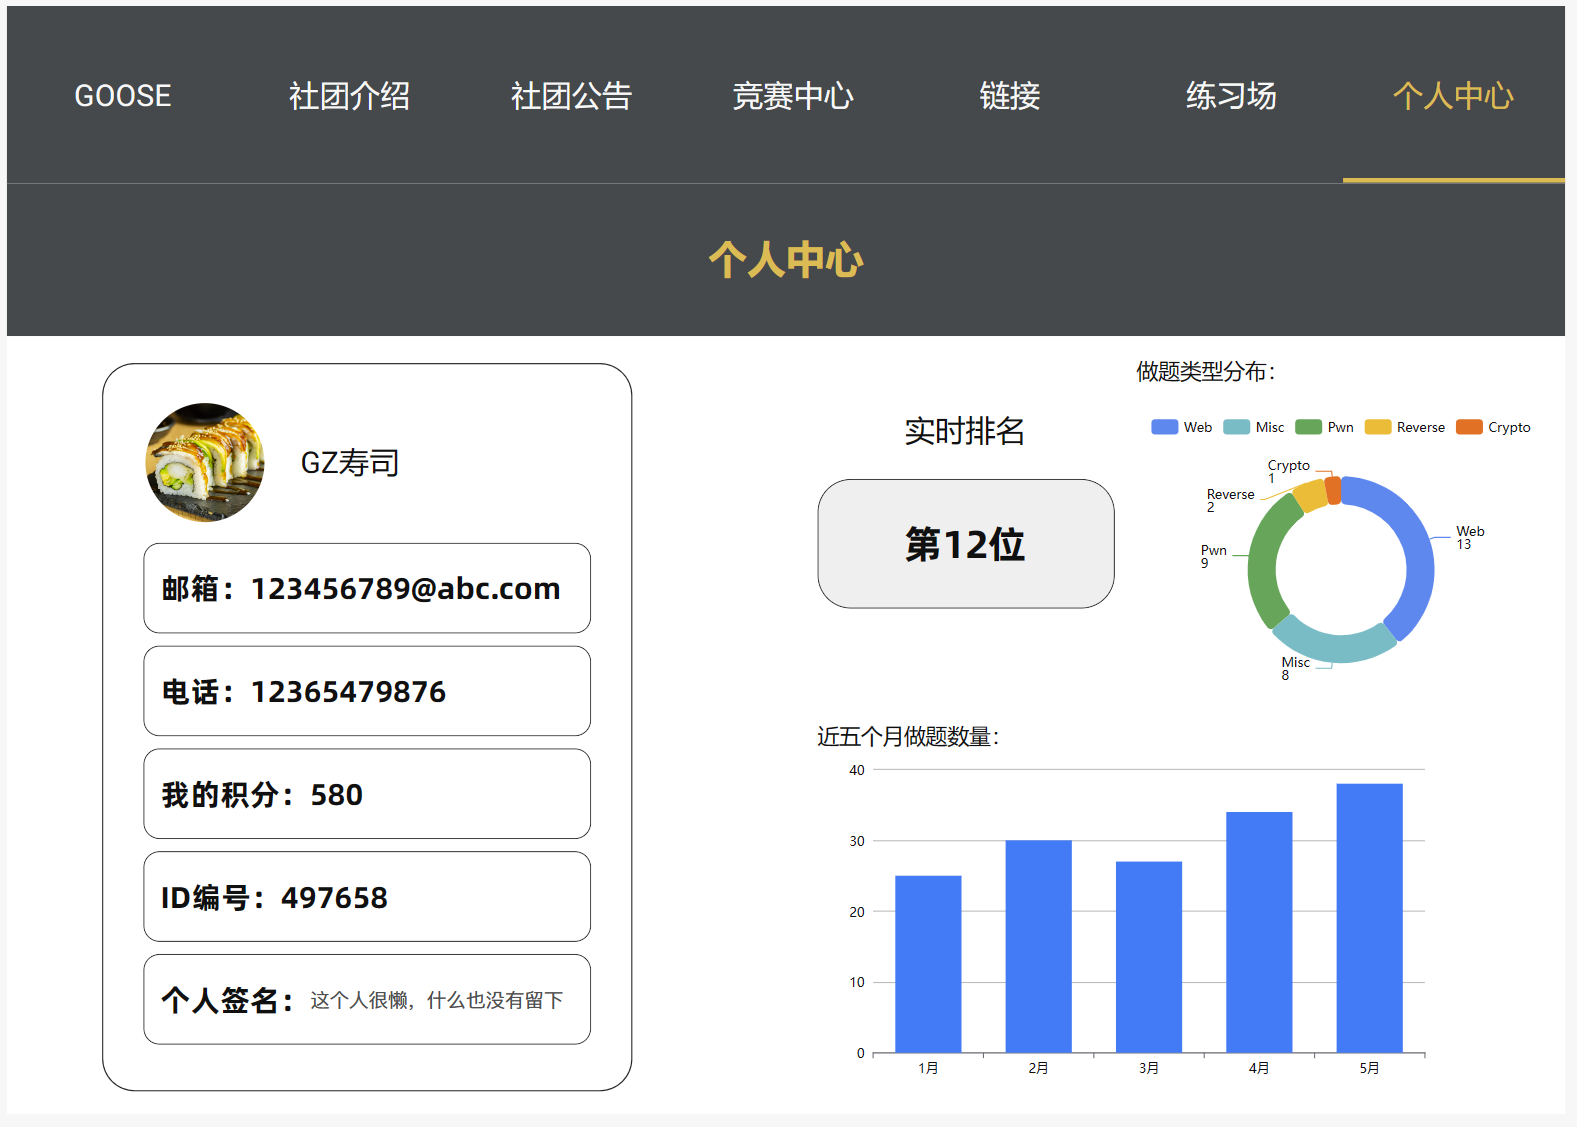 GOOSE 社团介绍 社团公告 竞赛中心 链接 练习场 个人中心
个人中心
GZ寿司
邮箱：123456789@abc.com
电话：12365479876
我的积分：580
ID编号：497658
个人签名：这个人很懒，什么也没有留下
实时排名
第12位
做题类型分布：
Web Misc Pwn Reverse Crypto
Crypto
1
Reverse
2
Web
13
Pwn
9
Misc
8
近五个月做题数量：
40
30
20
10
0
1月 2月 3月 4月 5月